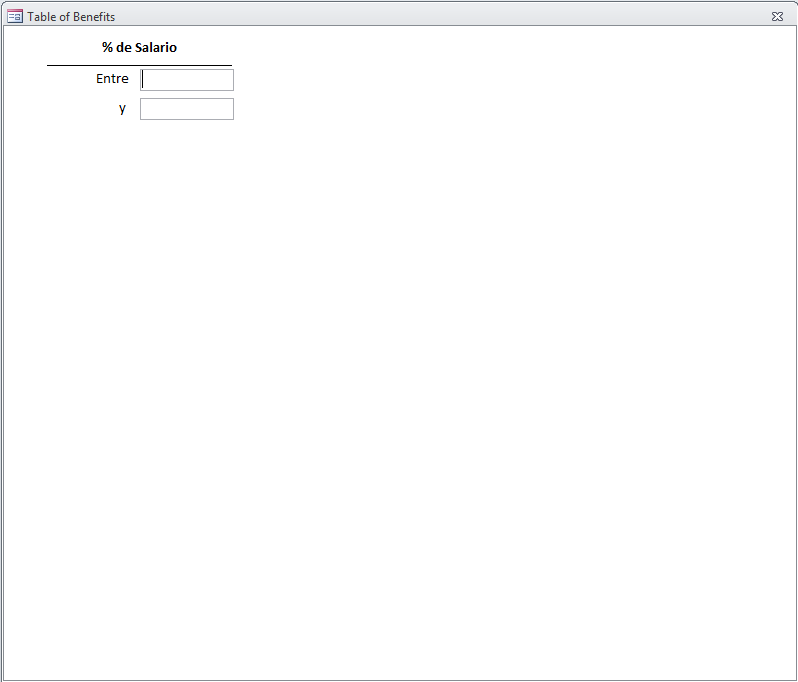 Table of Benefits
% de Salario
Entre
y